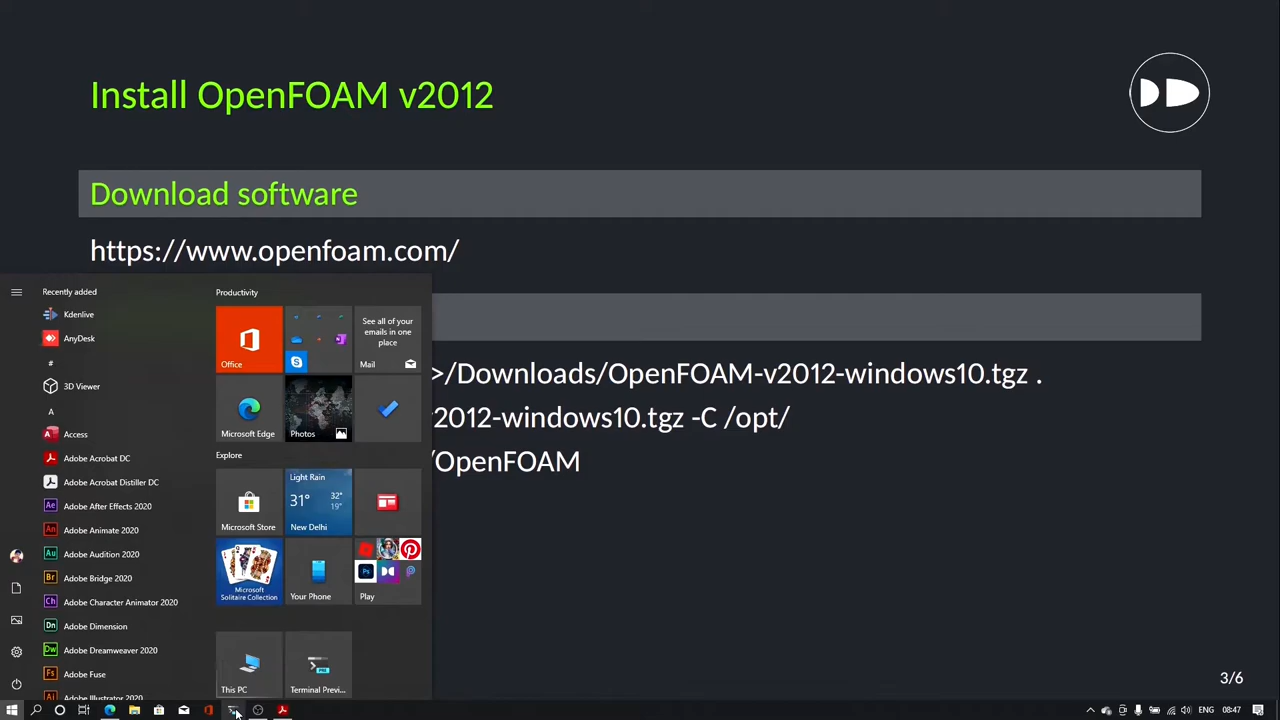 Install OpenFOAM v2012
Download software
https://www.openfoam.com/
>/Downloads/OpenFOAM-v2012-windows10.tgz .
v2012-windows10.tgz -C /opt/
/OpenFOAM
3/6
Recently added
Kdenlive
AnyDesk
#
3D Viewer
A
Access
Adobe Acrobat DC
Adobe Acrobat Distiller DC
Adobe After Effects 2020
Adobe Animate 2020
Adobe Audition 2020
Adobe Bridge 2020
Adobe Character Animator 2020
Adobe Dimension
Adobe Dreamweaver 2020
Adobe Fuse
Adobe Illustrator 2020
Productivity
Office
See all of your
emails in one
place
Mail
Microsoft Edge
Photos
Explore
Microsoft Store
Light Rain
31° 32°
19°
New Delhi
Microsoft
Solitaire Collection
Your Phone
Play
This PC
Terminal Previ...
ENG
08:47